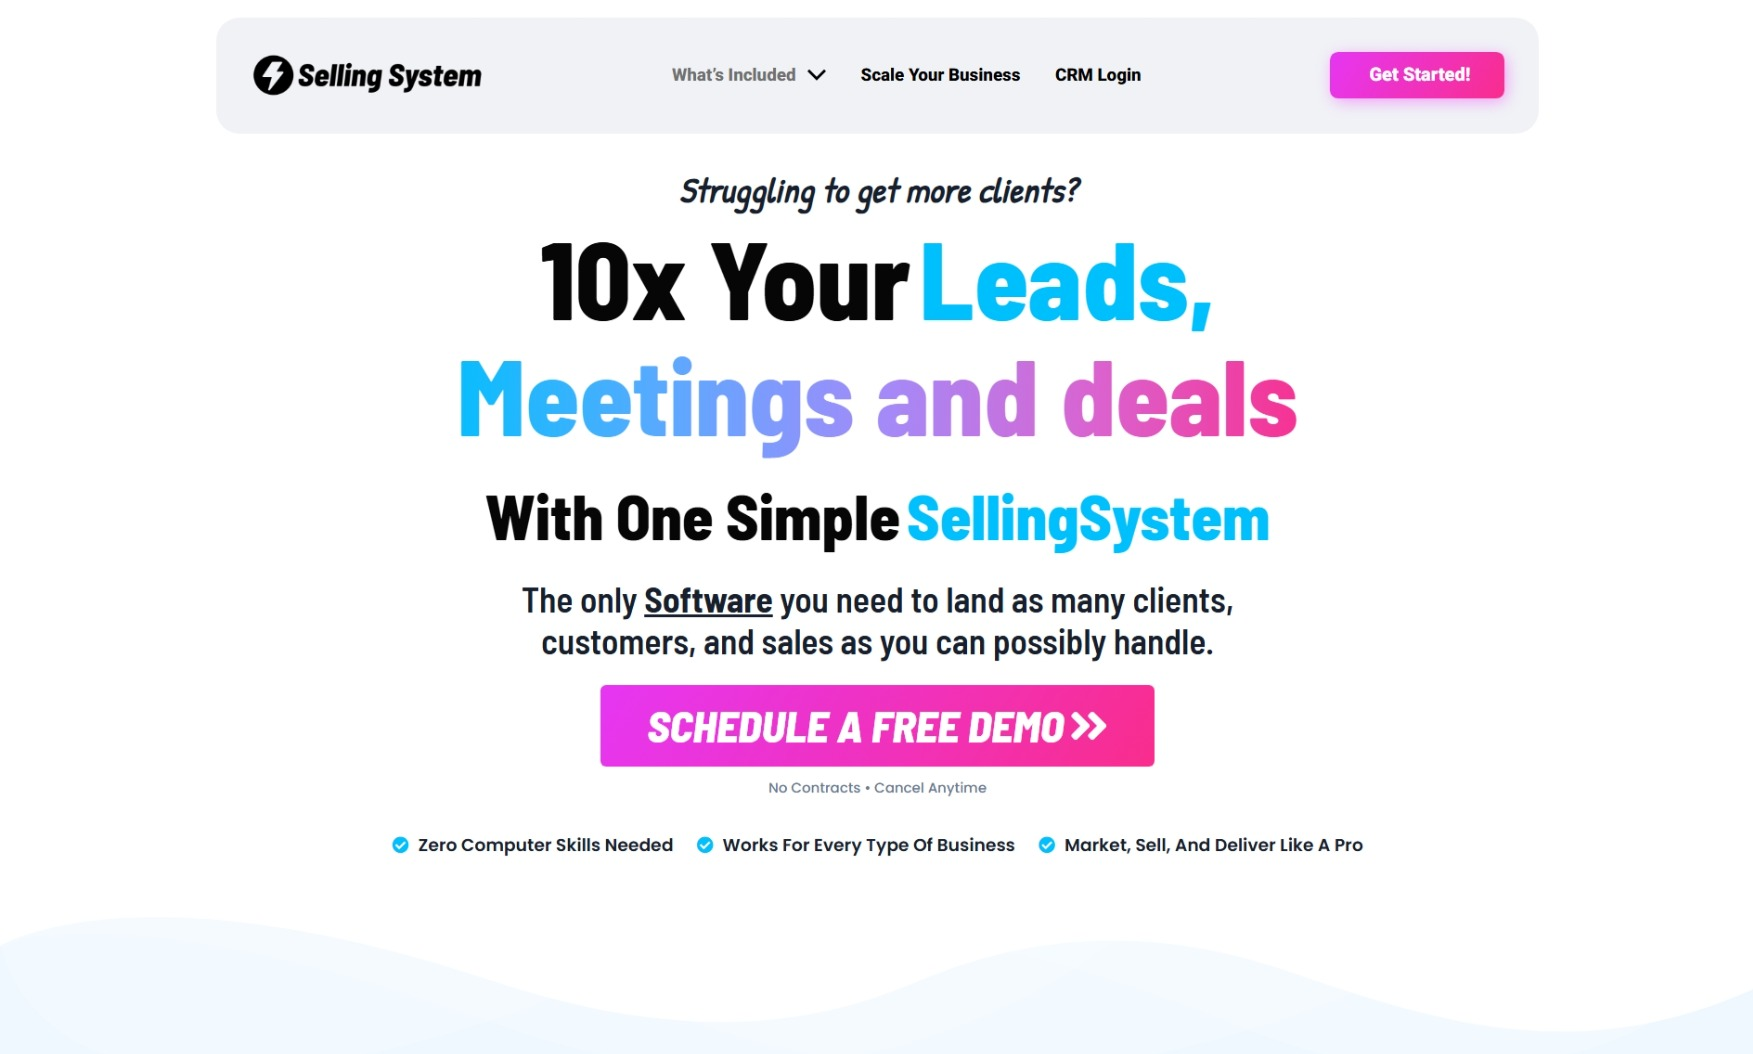 Selling System
What's Included
Scale Your Business
CRM Login
Get Started!
Struggling to get more clients?
10x Your Leads,
Meetings and deals
With One Simple SellingSystem
The only Software you need to land as many clients,
customers, and sales as you can possibly handle.
SCHEDULE A FREE DEMO
No Contracts • Cancel Anytime
Zero Computer Skills Needed
Works For Every Type Of Business
Market, Sell, And Deliver Like A Pro